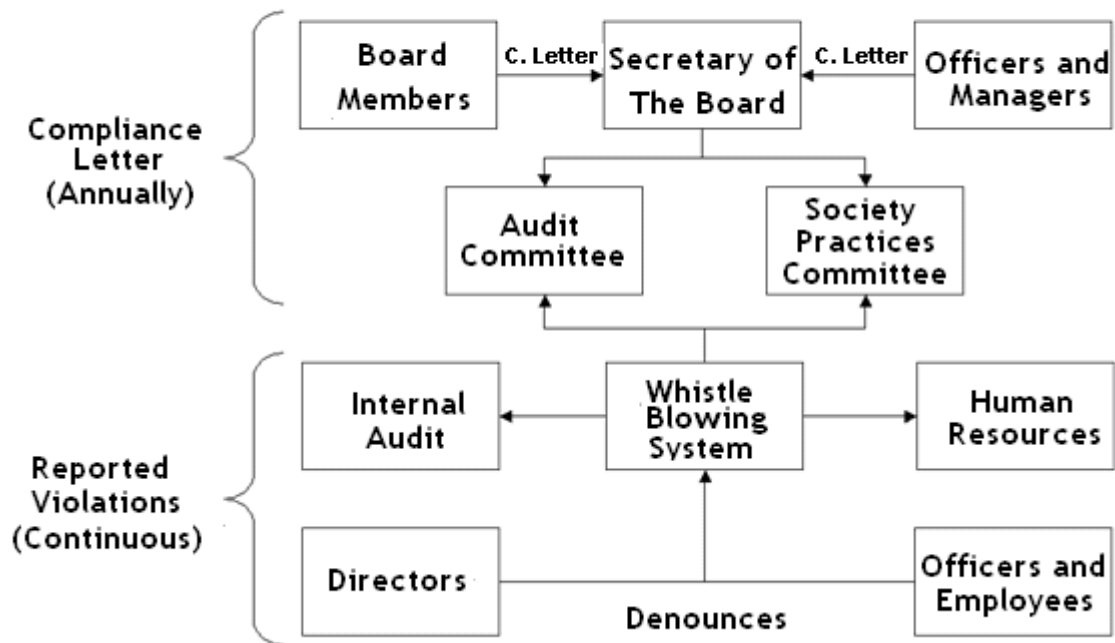 Board
Members
C. Letter
Secretary of
The Board
C. Letter
Officers and
Managers
Compliance
Letter
(Annually)
Audit
Committee
Society
Practices
Committee
Internal
Audit
Whistle
Blowing
System
Human
Resources
Reported
Violations
(Continuous)
Directors
Denounces
Officers and
Employees